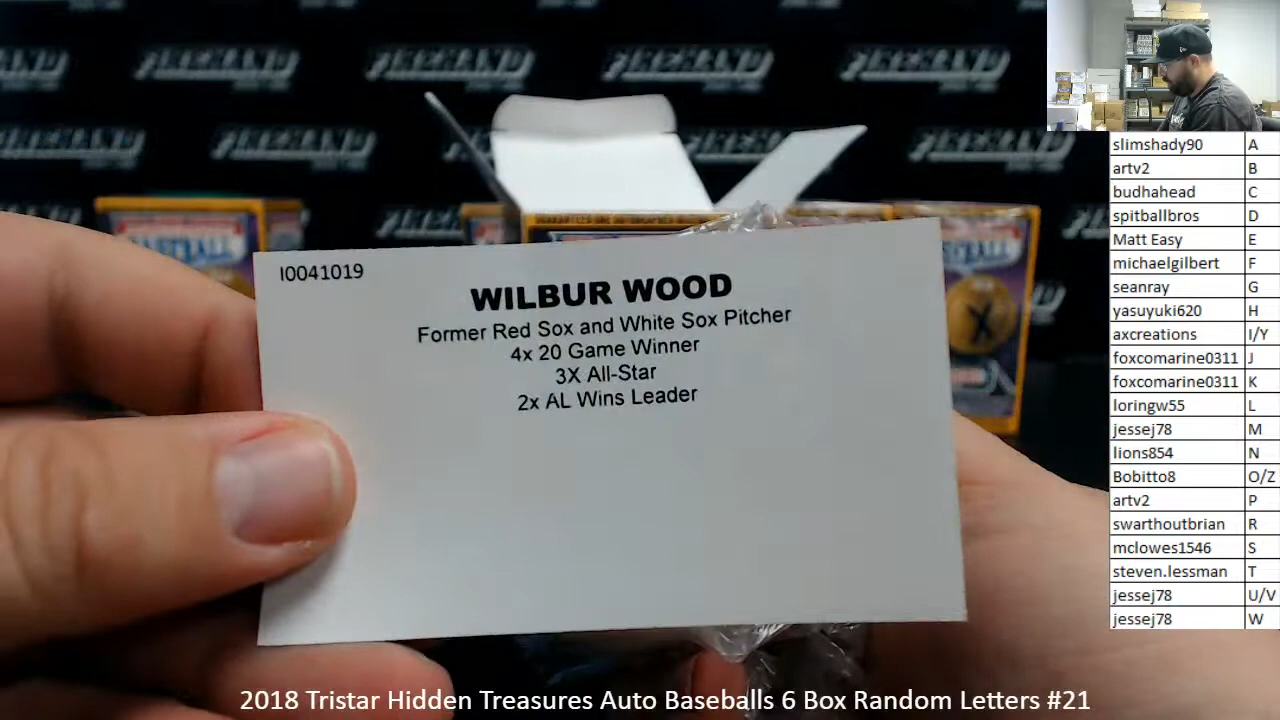 I0041019
WILBUR WOOD
Former Red Sox and White Sox Pitcher
4x 20 Game Winner
3X All-Star
2x AL Wins Leader
BASEBALL
slimshady90 A
artv2 B
budhahead C
spitballbros D
Matt Easy E
michaelgilbert F
seanray G
yasuyuki620 H
axcreations I/Y
foxcomarine0311 J
foxcomarine0311 K
loringw55 L
jessej78 M
lions854 N
Bobitto8 O/Z
artv2 P
swarthoutbrian R
mclowes1546 S
steven.lessman T
jessej78 U/V
jessej78 W
2018 Tristar Hidden Treasures Auto Baseballs 6 Box Random Letters #21